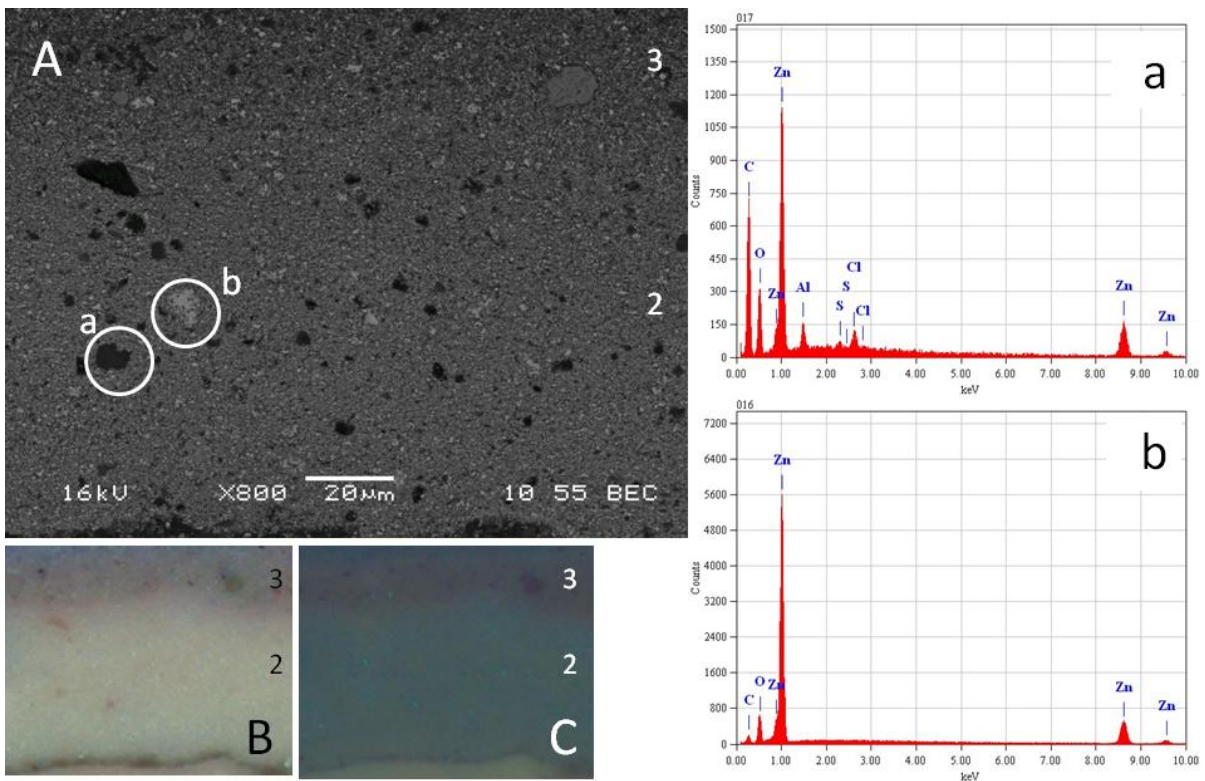 A
3
b
2
a
16kV X800 20µm 10 55 BEC
3
2
B
3
2
C
017
a
1500
1350
1200
1050
900
750
600
450
300
150
0
Counts
C
O
Zn
Zn
Al
S
S
Cl
Cl
Zn
Zn
0.00 1.00 2.00 3.00 4.00 5.00 6.00 7.00 8.00 9.00 10.00
keV
016
b
7200
6400
5600
4800
4000
3200
2400
1600
800
0
Counts
C
O
Zn
Zn
Zn
Zn
0.00 1.00 2.00 3.00 4.00 5.00 6.00 7.00 8.00 9.00 10.00
keV